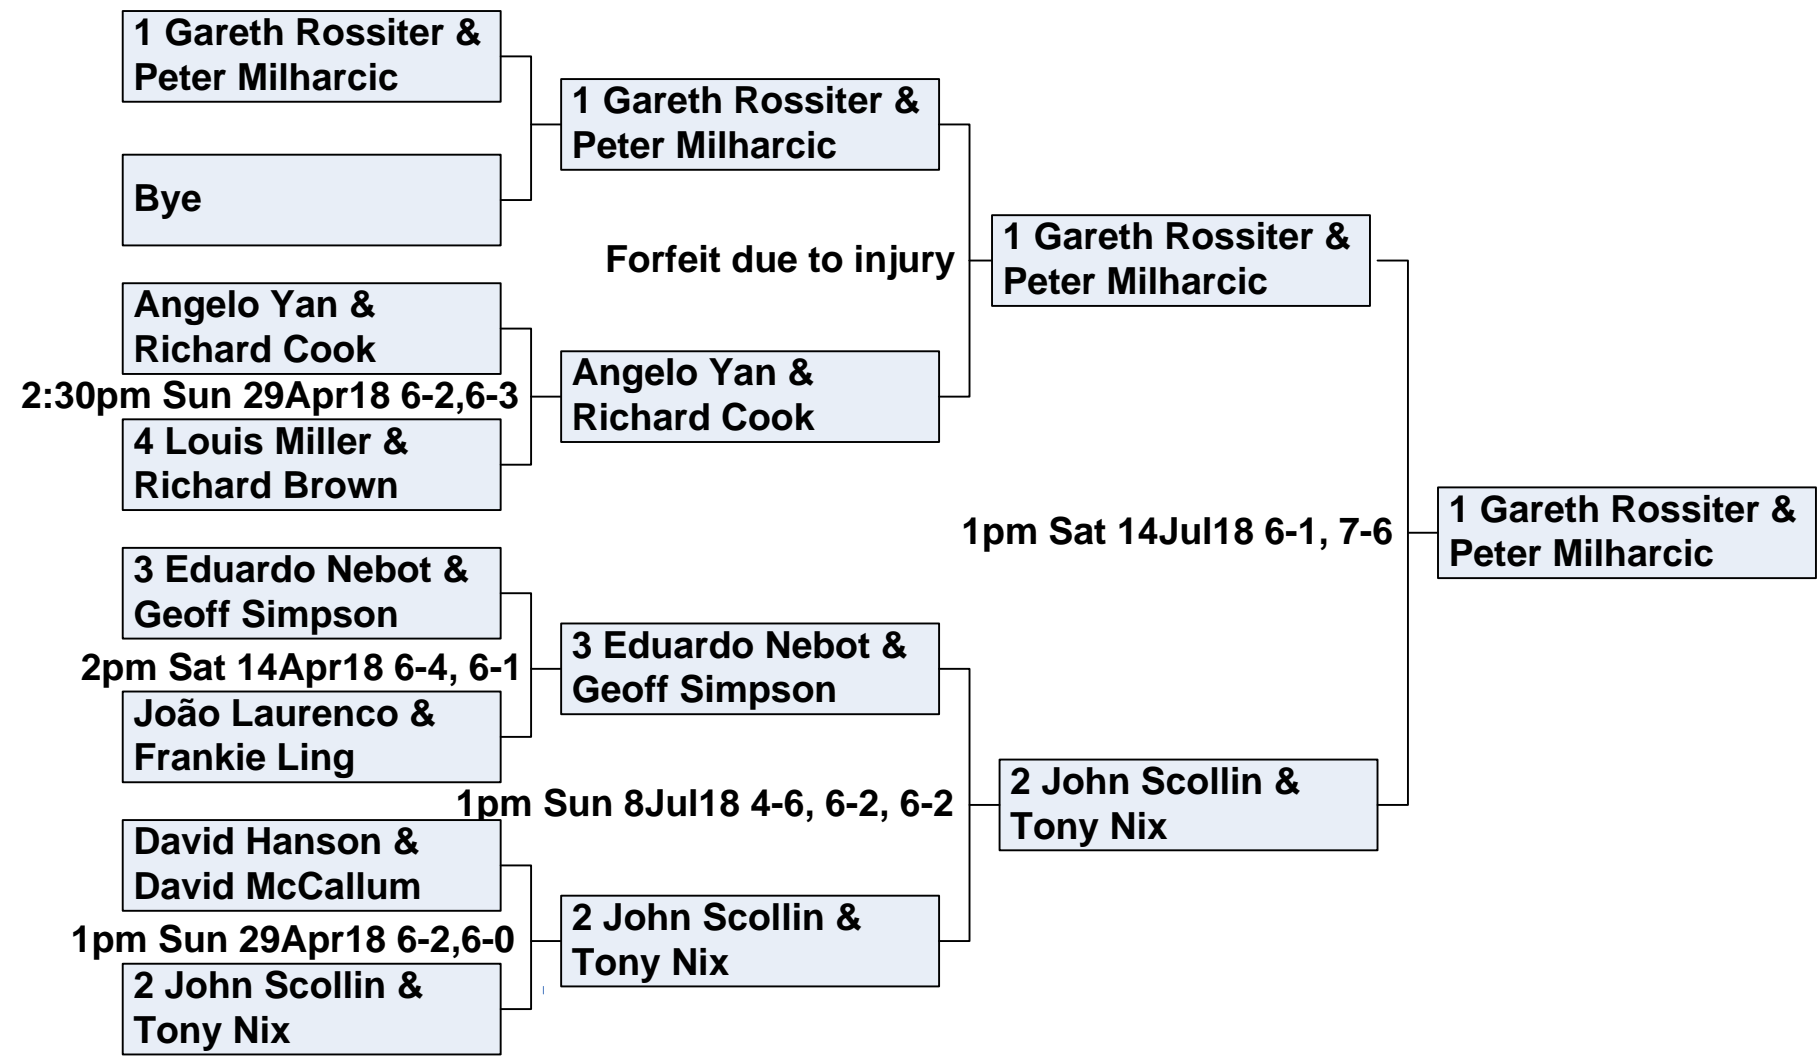 1 Gareth Rossiter &
Peter Milharcic
Bye
Angelo Yan &
Richard Cook
2:30pm Sun 29Apr18 6-2,6-3
4 Louis Miller &
Richard Brown
3 Eduardo Nebot &
Geoff Simpson
2pm Sat 14Apr18 6-4, 6-1
João Laurenco &
Frankie Ling
David Hanson &
David McCallum
1pm Sun 29Apr18 6-2,6-0
2 John Scollin &
Tony Nix
1 Gareth Rossiter &
Peter Milharcic
Forfeit due to injury
Angelo Yan &
Richard Cook
3 Eduardo Nebot &
Geoff Simpson
1pm Sun 8Jul18 4-6, 6-2, 6-2
2 John Scollin &
Tony Nix
1 Gareth Rossiter &
Peter Milharcic
1pm Sat 14Jul18 6-1, 7-6
2 John Scollin &
Tony Nix
1 Gareth Rossiter &
Peter Milharcic